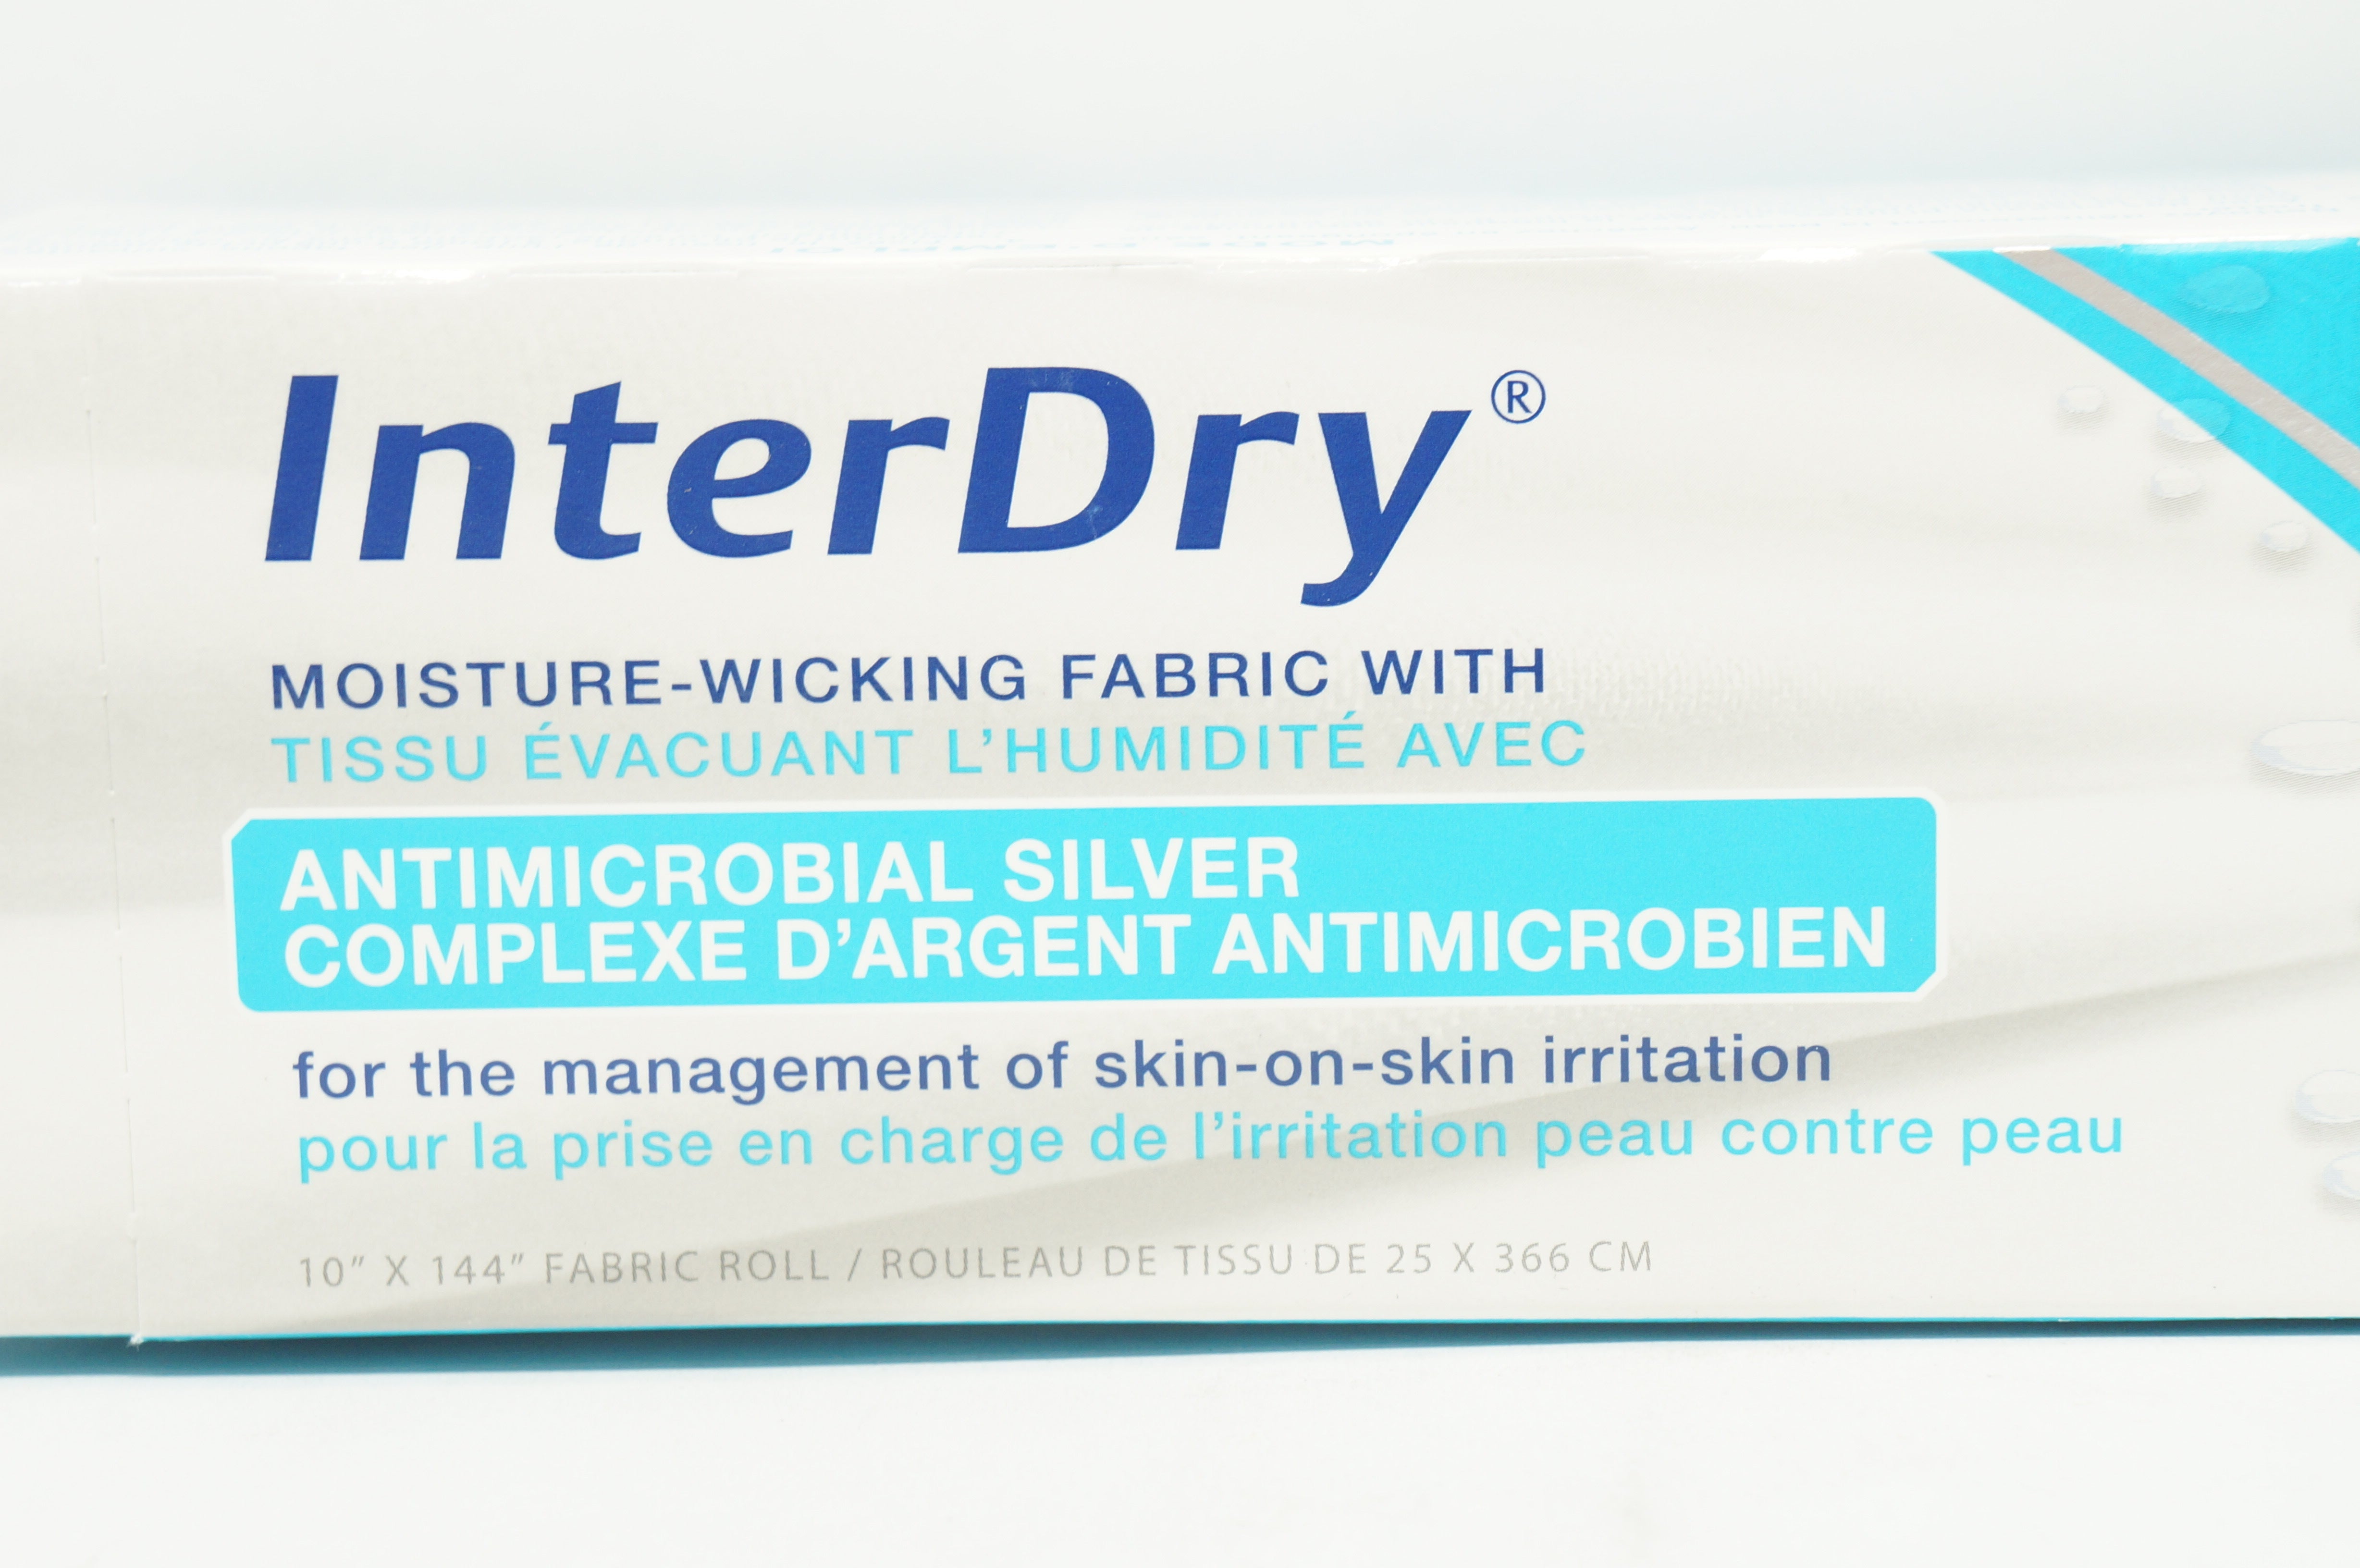 InterDry®
MOISTURE-WICKING FABRIC WITH
TISSU ÉVACUANT L’HUMIDITÉ AVEC
ANTIMICROBIAL SILVER
COMPLEXE D’ARGENT ANTIMICROBIEN
for the management of skin-on-skin irritation
pour la prise en charge de l’irritation peau contre peau
10” X 144” FABRIC ROLL / ROULEAU DE TISSU DE 25 X 366 CM